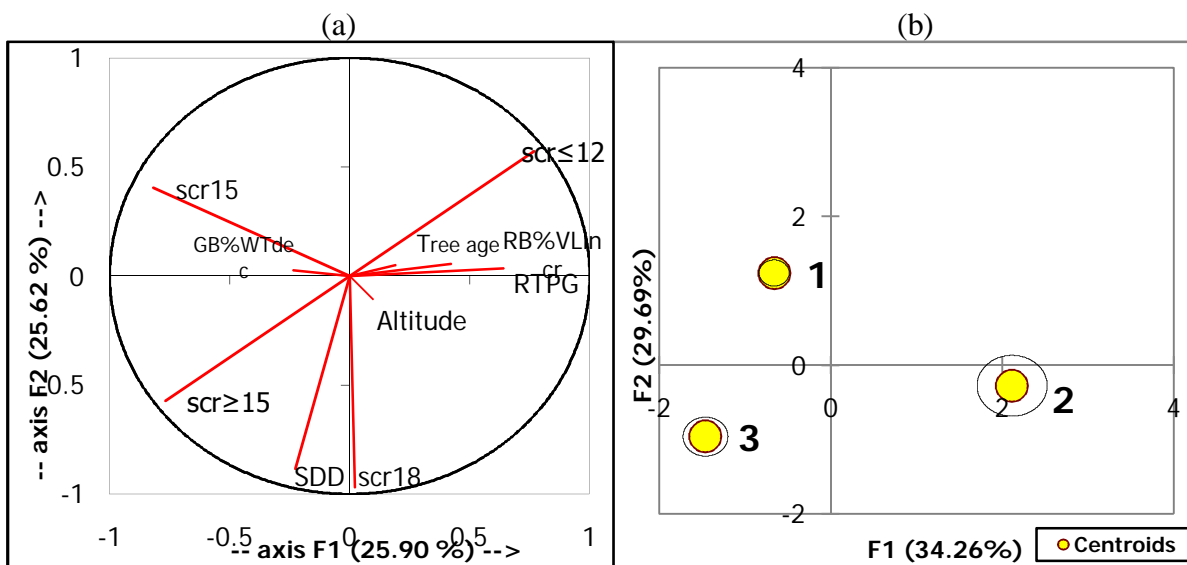 (a)
(b)
1
0.5
0
0.5
-1
-1
-0.5
0
0.5
1
-- axis F2 (25.62 %) -->
-- axis F1 (25.90 %) -->
scr≤12
scr15
GB%WTde
c
Tree age
RB%VLin
cr
RTPG
Altitude
scr≥15
SDD
scr18
4
2
0
-2
-2
0
2
4
F2 (29.69%)
F1 (34.26%)
1
2
3
Centroids